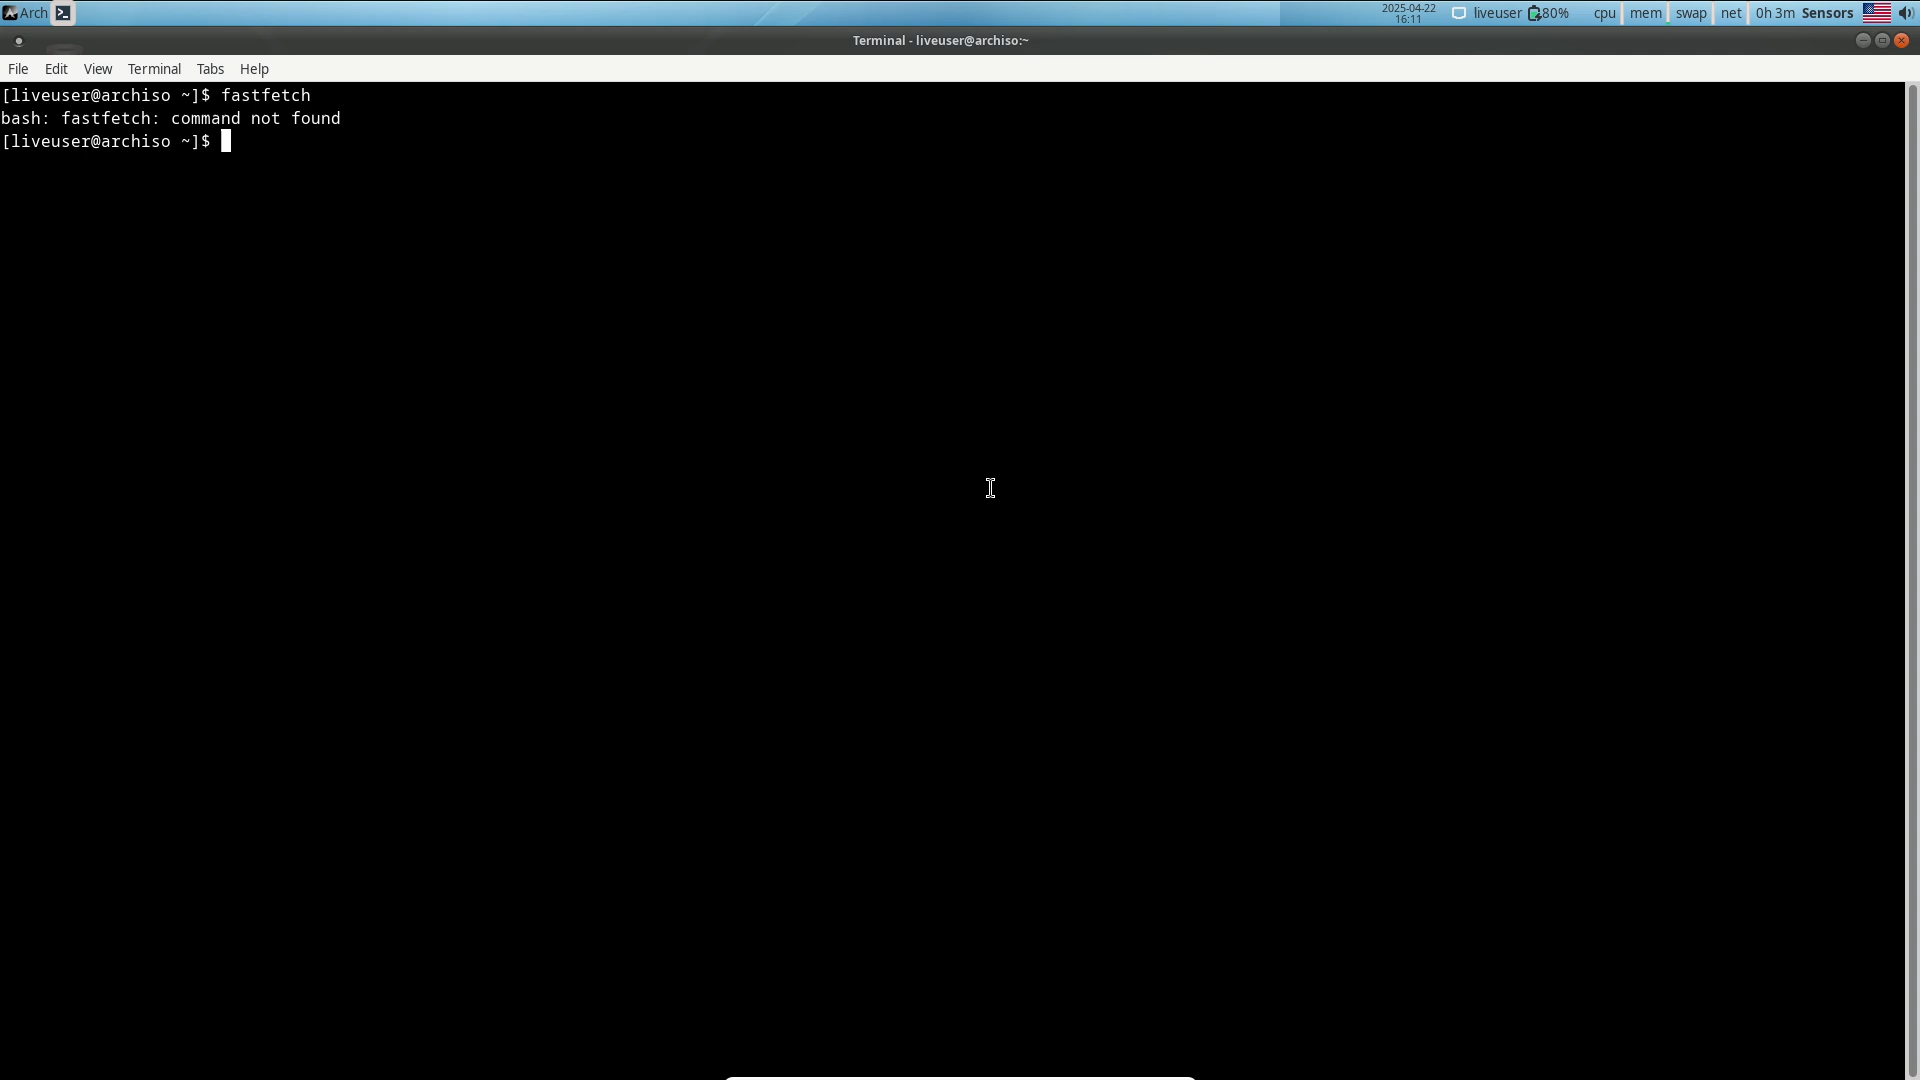 Arch
2025-04-22
16:11
liveuser
80%
cpu
mem
swap
net
0h 3m
Sensors
Terminal - liveuser@archiso:~
File Edit View Terminal Tabs Help
[liveuser@archiso ~]$ fastfetch
bash: fastfetch: command not found
[liveuser@archiso ~]$